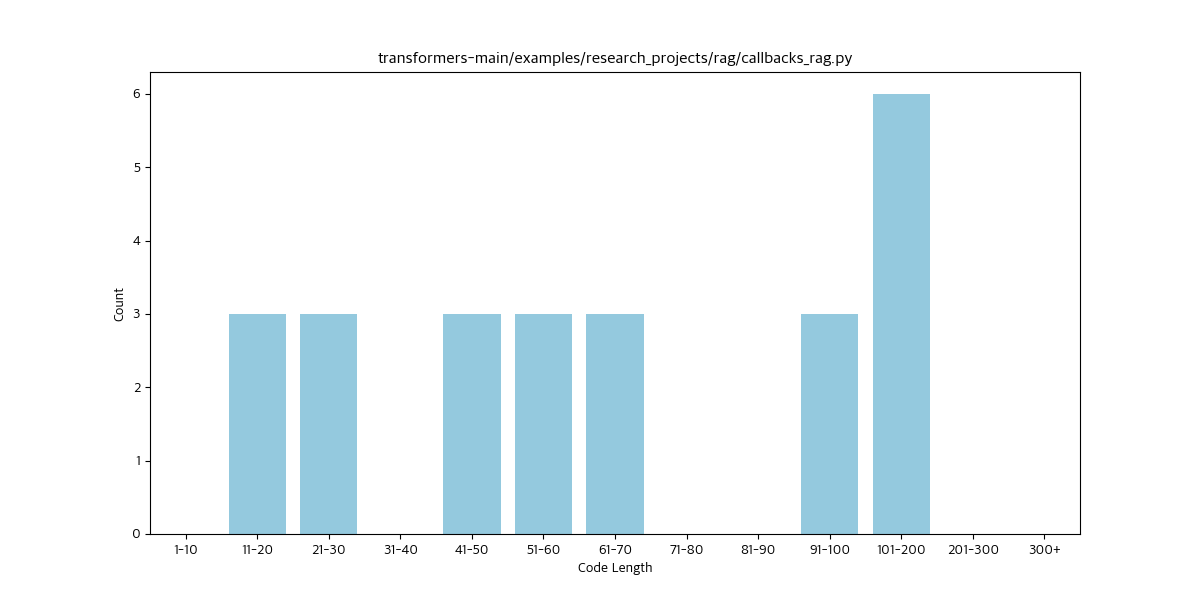 transformers-main/examples/research_projects/rag/callbacks_rag.py
Count
6
5
4
3
2
1
0
1-10 11-20 21-30 31-40 41-50 51-60 61-70 71-80 81-90 91-100 101-200 201-300 300+
Code Length